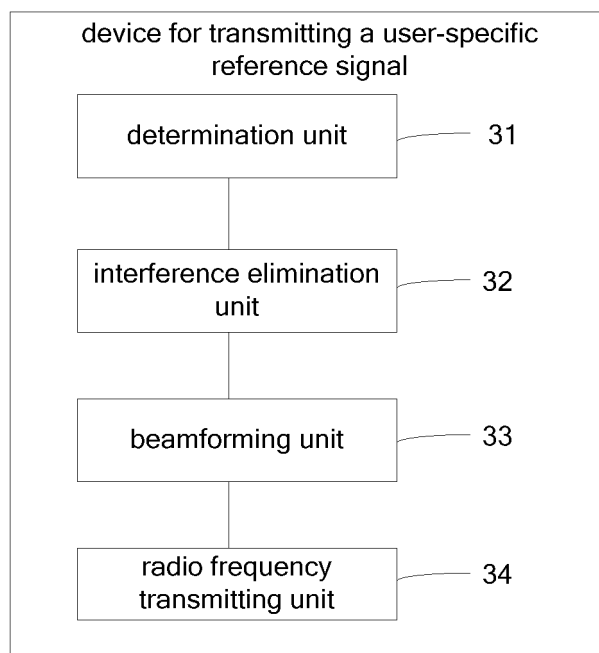 device for transmitting a user-specific
reference signal
determination unit
31
interference elimination
unit
32
beamforming unit
33
radio frequency
transmitting unit
34